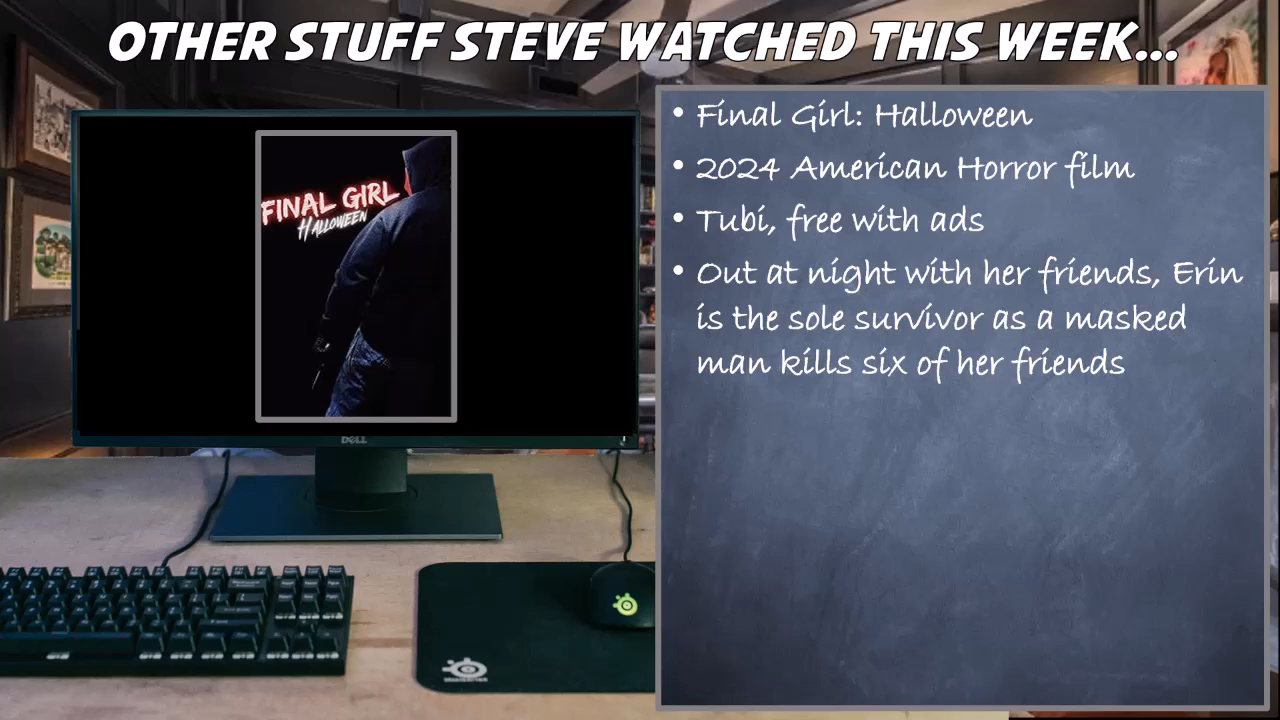 OTHER STUFF STEVE WATCHED THIS WEEK...
FINAL GIRL
HALLOWEEN
DELL
• Final Girl: Halloween
• 2024 American Horror film
• Tubi, free with ads
• Out at night with her friends, Erin
is the sole survivor as a masked
man kills six of her friends